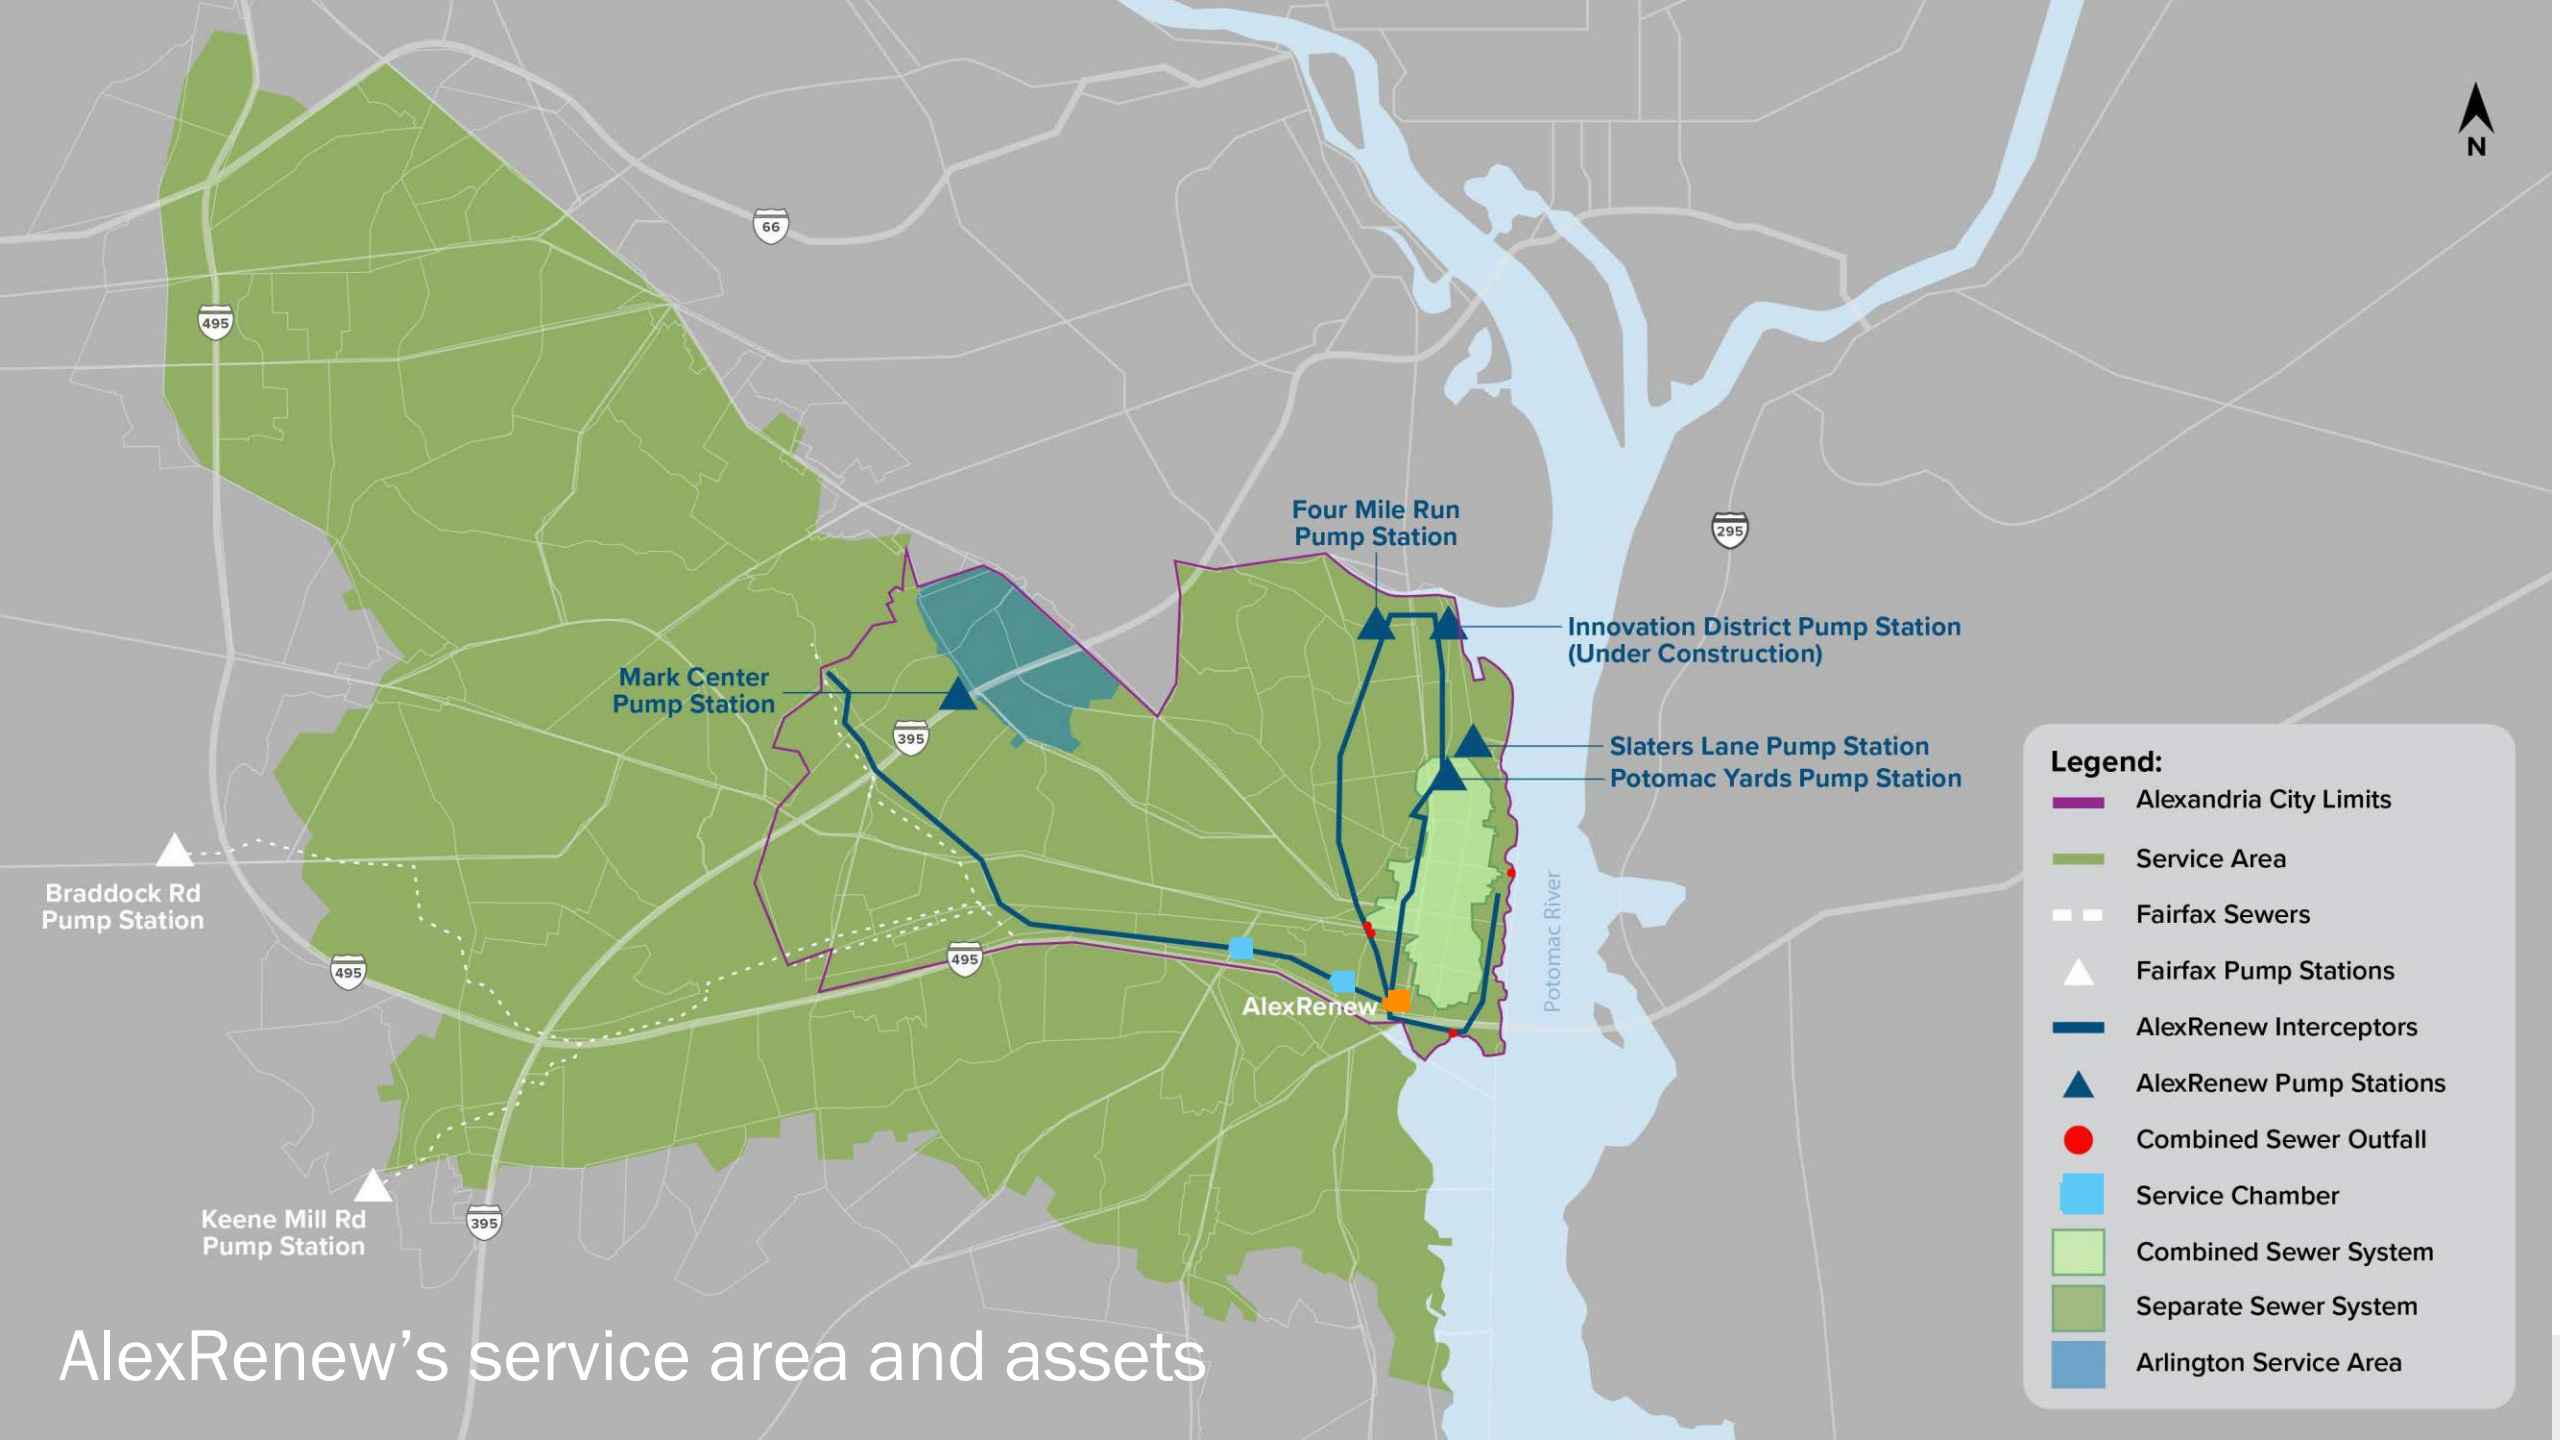 N
66
495
295
Four Mile Run
Pump Station
Innovation District Pump Station
(Under Construction)
Mark Center
Pump Station
395
Slaters Lane Pump Station
Potomac Yards Pump Station
Braddock Rd
Pump Station
495
495
Potomac River
AlexRenew
Keene Mill Rd
Pump Station
395
Legend:
Alexandria City Limits
Service Area
Fairfax Sewers
Fairfax Pump Stations
AlexRenew Interceptors
AlexRenew Pump Stations
Combined Sewer Outfall
Service Chamber
Combined Sewer System
Separate Sewer System
Arlington Service Area
AlexRenew’s service area and assets